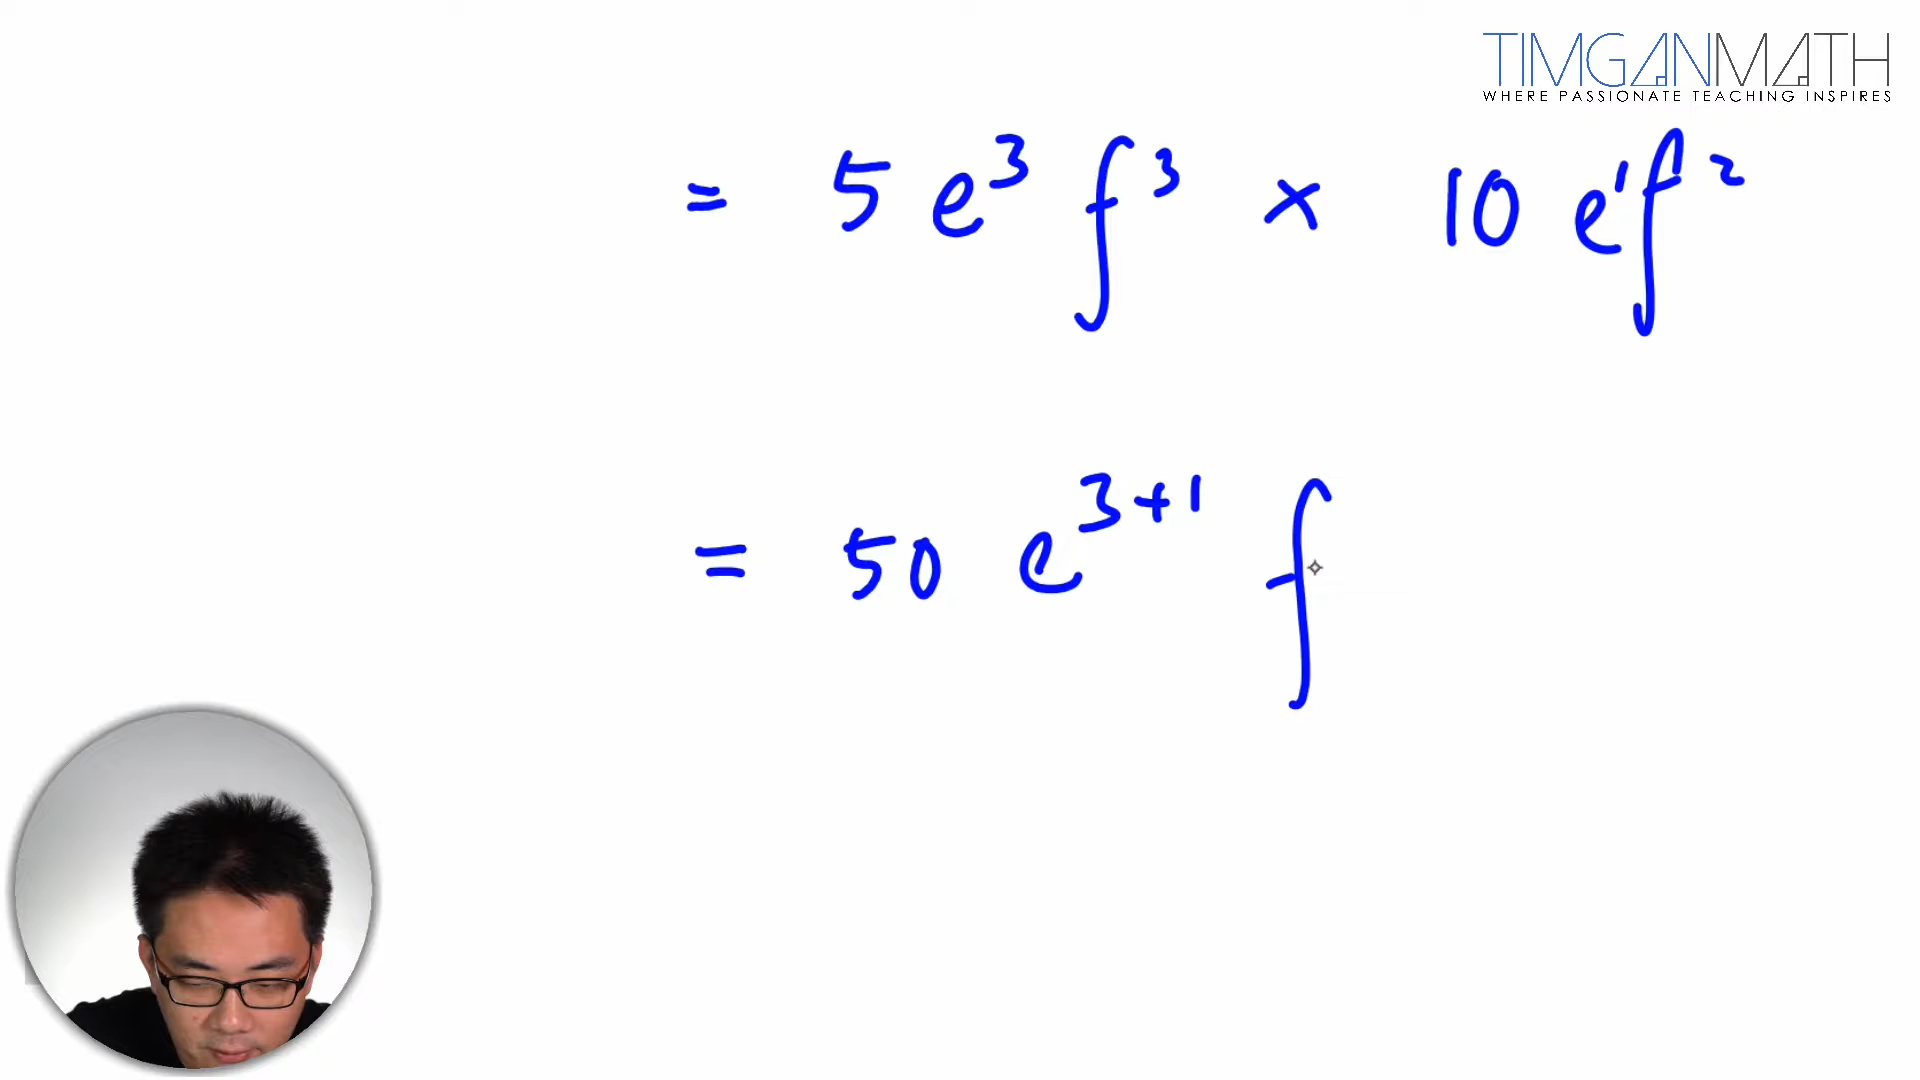 TIMGANMATH
WHERE PASSIONATE TEACHING INSPIRES
= 5 e³ f³ × 10 e¹ f²
= 50 e³⁺¹ f